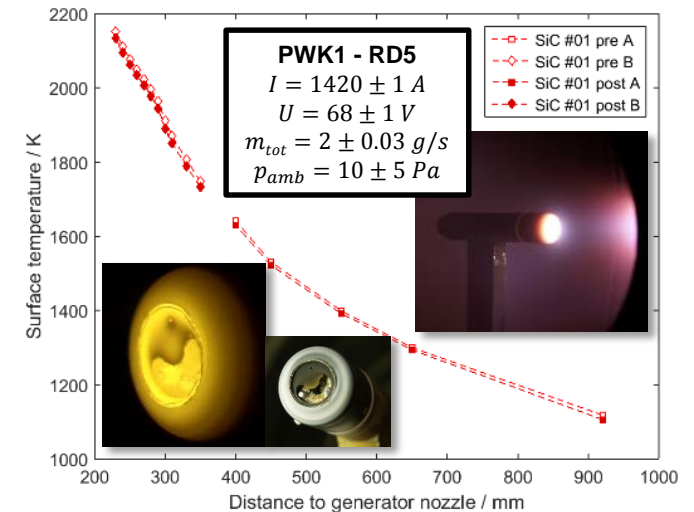 PWK1 - RD5
I = 1420 ± 1 A
U = 68 ± 1 V
m_tot = 2 ± 0.03 g/s
p_amb = 10 ± 5 Pa
SiC #01 pre A
SiC #01 pre B
SiC #01 post A
SiC #01 post B
Surface temperature / K
2200
2000
1800
1600
1400
1200
1000
200 300 400 500 600 700 800 900 1000
Distance to generator nozzle / mm